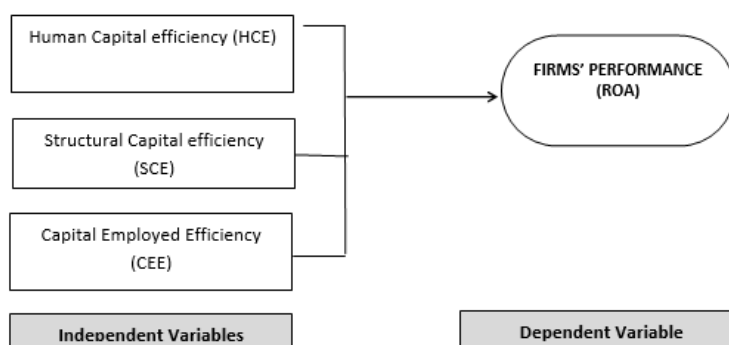 Human Capital efficiency (HCE)
FIRMS’ PERFORMANCE
(ROA)
Structural Capital efficiency
(SCE)
Capital Employed Efficiency
(CEE)
Independent Variables
Dependent Variable